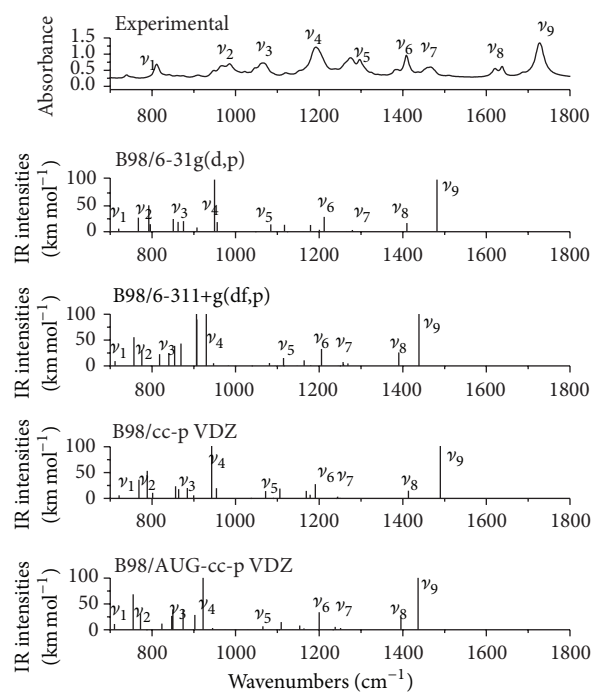 Experimental
Absorbance
1.5
1.0
0.5
0.0
ν1 ν2 ν3 ν4 ν5 ν6 ν7 ν8 ν9
800 1000 1200 1400 1600 1800
B98/6-31g(d,p)
IR intensities
(km mol−1)
100
50
0
ν1 ν2 ν3 ν4 ν5 ν6 ν7 ν8 ν9
800 1000 1200 1400 1600 1800
B98/6-311+g(df,p)
IR intensities
(km mol−1)
100
50
0
ν1 ν2 ν3 ν4 ν5 ν6 ν7 ν8 ν9
800 1000 1200 1400 1600 1800
B98/cc-p VDZ
IR intensities
(km mol−1)
100
50
0
ν1 ν2 ν3 ν4 ν5 ν6 ν7 ν8 ν9
800 1000 1200 1400 1600 1800
B98/AUG-cc-p VDZ
IR intensities
(km mol−1)
100
50
0
ν1 ν2 ν3 ν4 ν5 ν6 ν7 ν8 ν9
800 1000 1200 1400 1600 1800
Wavenumbers (cm−1)